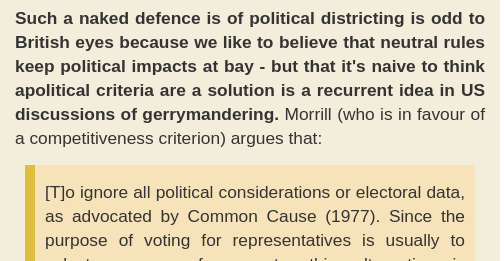 Such a naked defence is of political districting is odd to
British eyes because we like to believe that neutral rules
keep political impacts at bay - but that it's naive to think
apolitical criteria are a solution is a recurrent idea in US
discussions of gerrymandering. Morrill (who is in favour of
a competitiveness criterion) argues that:
[T]o ignore all political considerations or electoral data,
as advocated by Common Cause (1977). Since the
purpose of voting for representatives is usually to